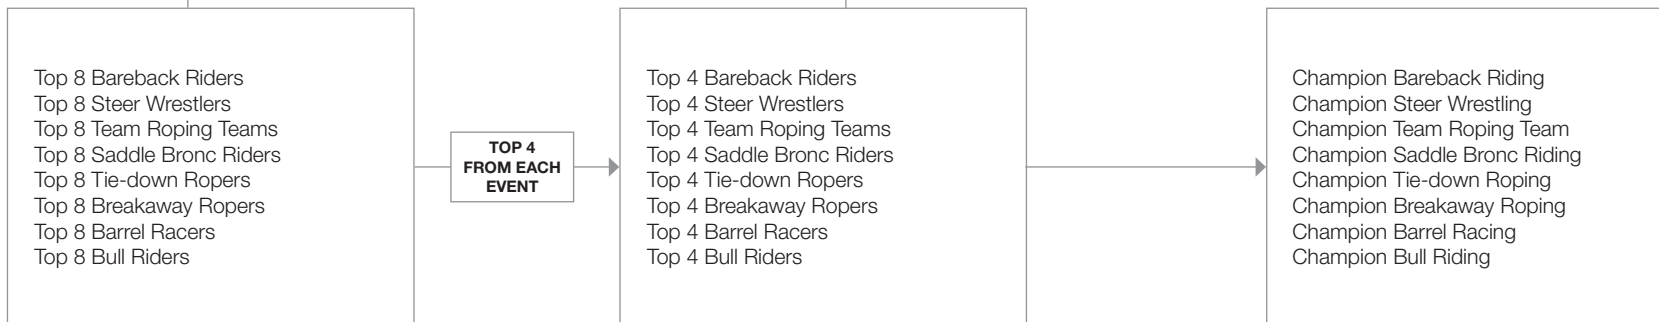 Top 8 Bareback Riders
Top 8 Steer Wrestlers
Top 8 Team Roping Teams
Top 8 Saddle Bronc Riders
Top 8 Tie-down Ropers
Top 8 Breakaway Ropers
Top 8 Barrel Racers
Top 8 Bull Riders
TOP 4
FROM EACH
EVENT
Top 4 Bareback Riders
Top 4 Steer Wrestlers
Top 4 Team Roping Teams
Top 4 Saddle Bronc Riders
Top 4 Tie-down Ropers
Top 4 Breakaway Ropers
Top 4 Barrel Racers
Top 4 Bull Riders
Champion Bareback Riding
Champion Steer Wrestling
Champion Team Roping Team
Champion Saddle Bronc Riding
Champion Tie-down Roping
Champion Breakaway Roping
Champion Barrel Racing
Champion Bull Riding